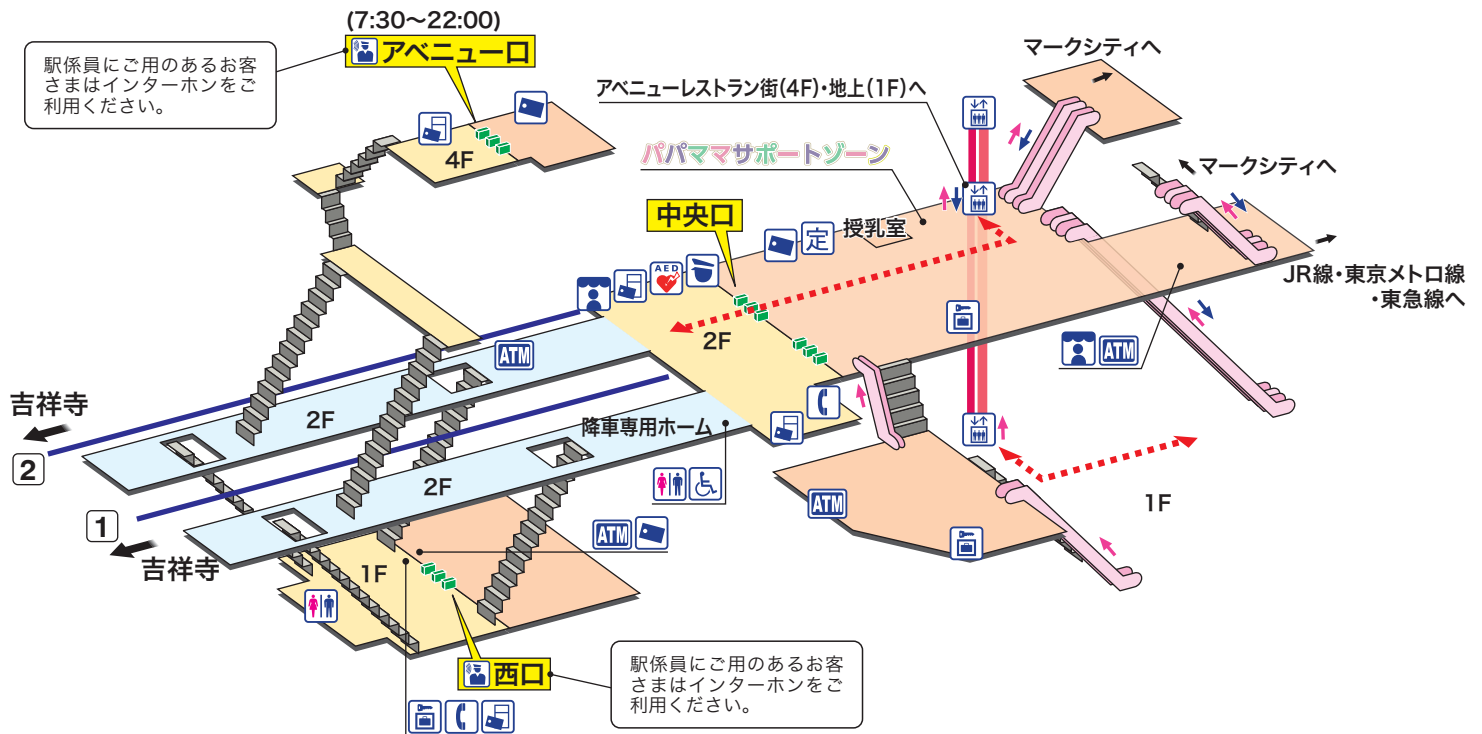 (7:30〜22:00)
アベニュー口
駅係員にご用のあるお客
さまはインターホンをご
利用ください。
マークシティへ
アベニューレストラン街(4F)・地上(1F)へ
4F
パパママサポートゾーン
マークシティへ
中央口
授乳室
定
AED
JR線・東京メトロ線
・東急線へ
2F
ATM
ATM
吉祥寺
2
2F
降車専用ホーム
2F
1
吉祥寺
ATM
ATM
1F
1F
西口
駅係員にご用のあるお客
さまはインターホンをご
利用ください。